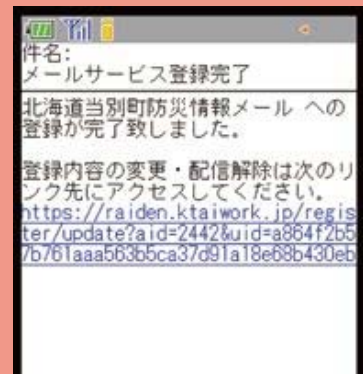 件名:
メールサービス登録完了
北海道当別町防災情報メール への
登録が完了致しました。
登録内容の変更・配信解除は次のリ
ンク先にアクセスしてください。
https://raiden.ktaiwork.jp/regis
ter/update?aid=2442&uid=a864f2b5
7b761aaa563b5ca37d91a18e68b430eb